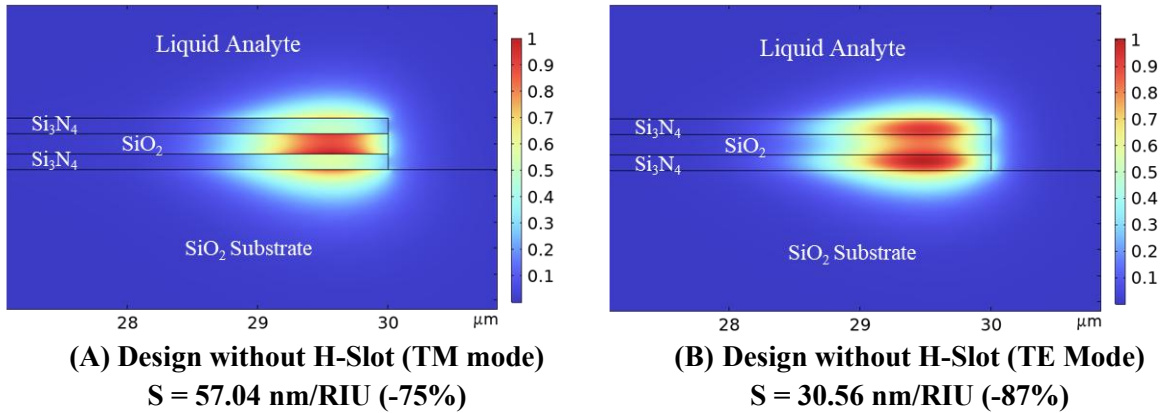 Liquid Analyte
Si₃N₄
SiO₂
Si₃N₄
SiO₂ Substrate
1
0.9
0.8
0.7
0.6
0.5
0.4
0.3
0.2
0.1
28
29
30
μm
(A) Design without H-Slot (TM mode)
S = 57.04 nm/RIU (-75%)
Liquid Analyte
Si₃N₄
SiO₂
Si₃N₄
SiO₂ Substrate
1
0.9
0.8
0.7
0.6
0.5
0.4
0.3
0.2
0.1
28
29
30
μm
(B) Design without H-Slot (TE Mode)
S = 30.56 nm/RIU (-87%)